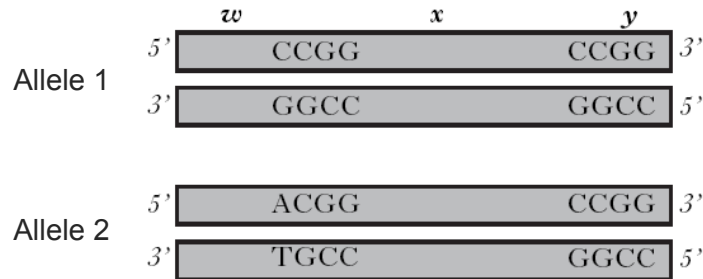 w x y
5’ CCGG CCGG 3’
Allele 1
3’ GGCC GGCC 5’
5’ ACGG CCGG 3’
Allele 2
3’ TGCC GGCC 5’